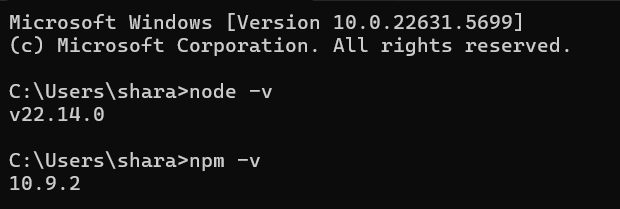 Microsoft Windows [Version 10.0.22631.5699]
(c) Microsoft Corporation. All rights reserved.
C:\Users\shara>node -v
v22.14.0
C:\Users\shara>npm -v
10.9.2